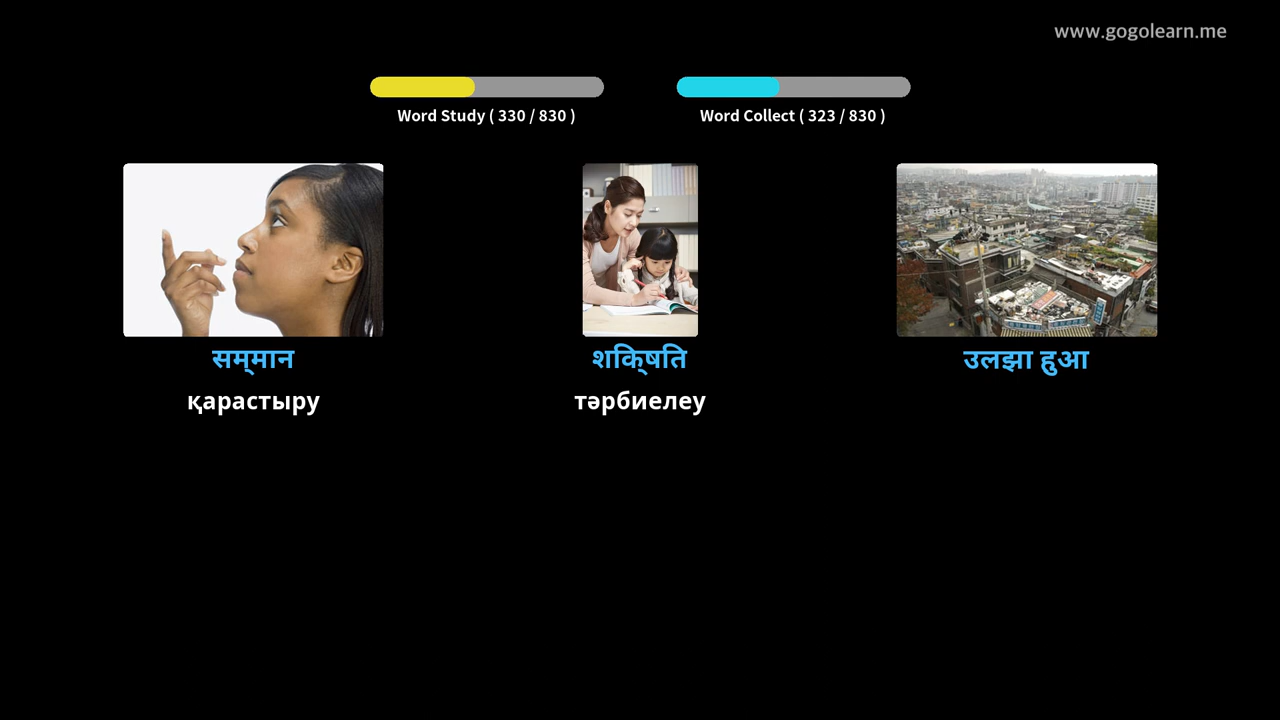 www.gogolearn.me
Word Study ( 330 / 830 )
Word Collect ( 323 / 830 )
सम्मान
शक्षिति
उलझा हुआ
қарастыру
тәрбиелеу